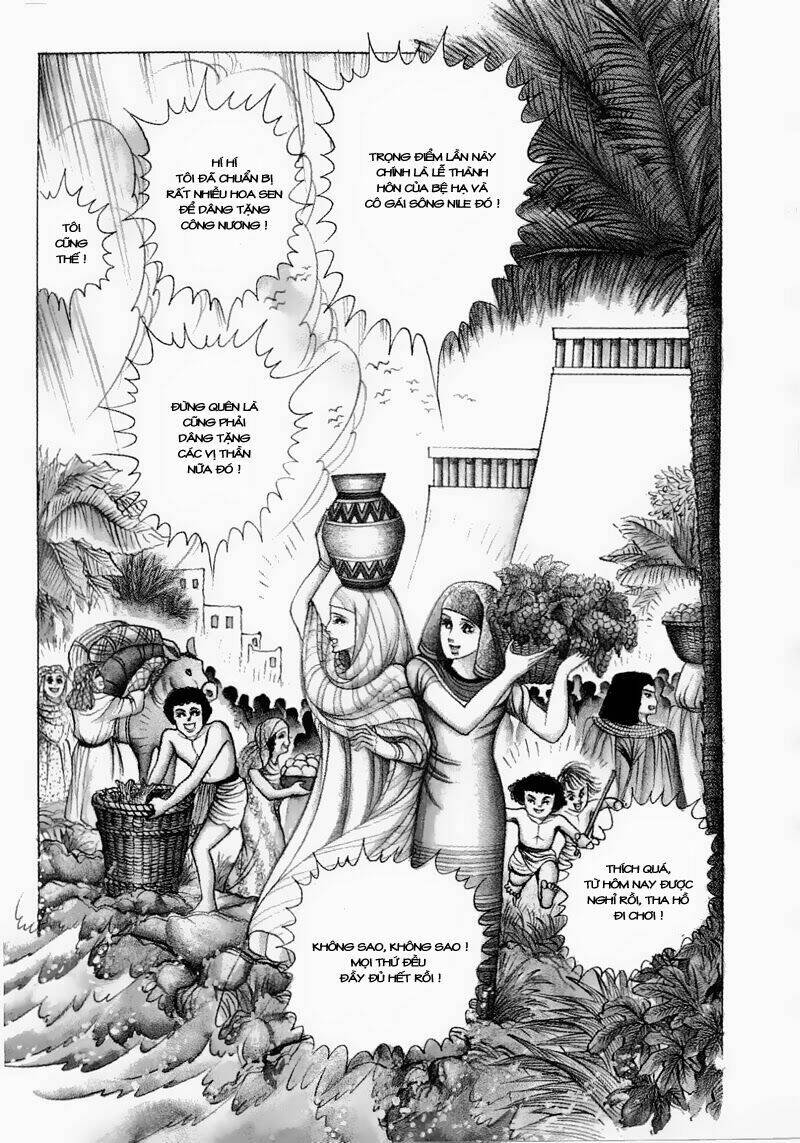 TRỌNG ĐIỂM LẦN NÀY
CHÍNH LÀ LỄ THÀNH
HÔN CỦA BỆ HẠ VÀ
CÔ GÁI SÔNG NILE ĐÓ !
HÍ HÍ
TÔI ĐÃ CHUẨN BỊ
RẤT NHIỀU HOA SEN
ĐỂ DÂNG TẶNG
CÔNG NƯƠNG !
TÔI
CŨNG
THẾ !
ĐỪNG QUÊN LÀ
CŨNG PHẢI
DÂNG TẶNG
CÁC VỊ THẦN
NỮA ĐÓ !
THÍCH QUÁ,
TỪ HÔM NAY ĐƯỢC
NGHỈ RỒI, THA HỒ
ĐI CHƠI !
KHÔNG SAO, KHÔNG SAO !
MỌI THỨ ĐỀU
ĐẦY ĐỦ HẾT RỒI !